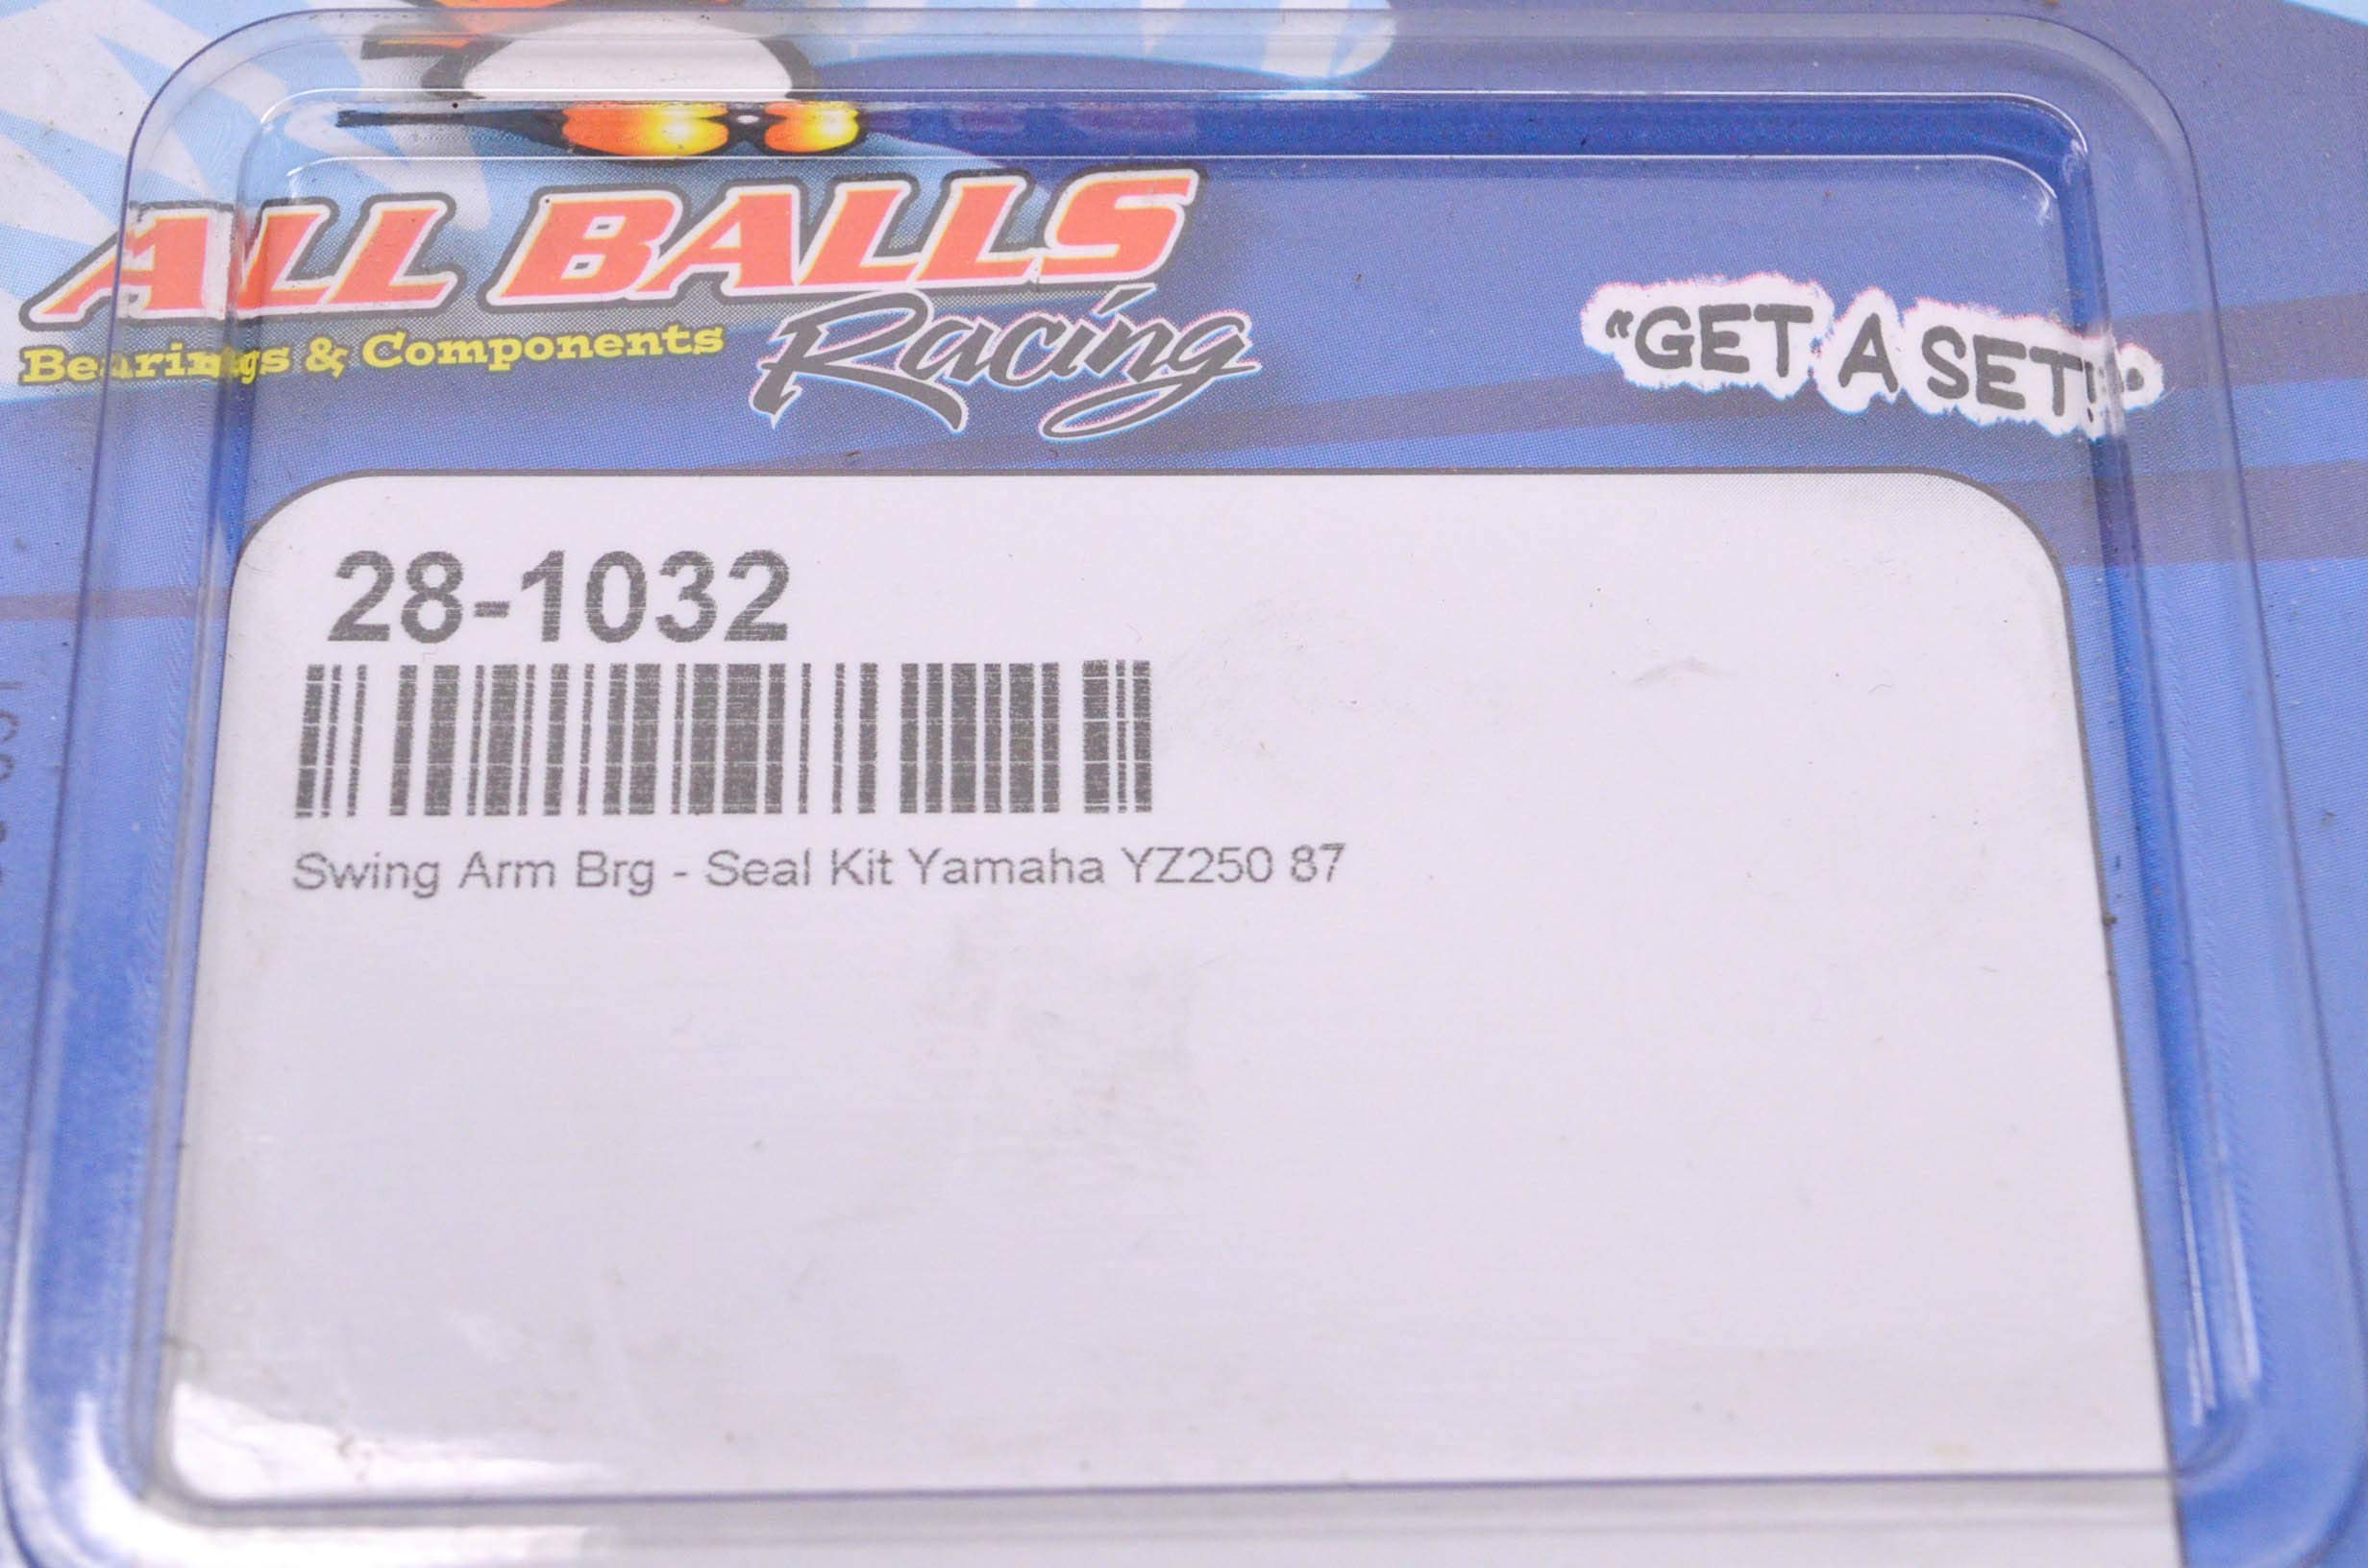 ALL BALLS
Racing
Bearings & Components
"GET A SET!"
28-1032
Swing Arm Brg - Seal Kit Yamaha YZ250 87